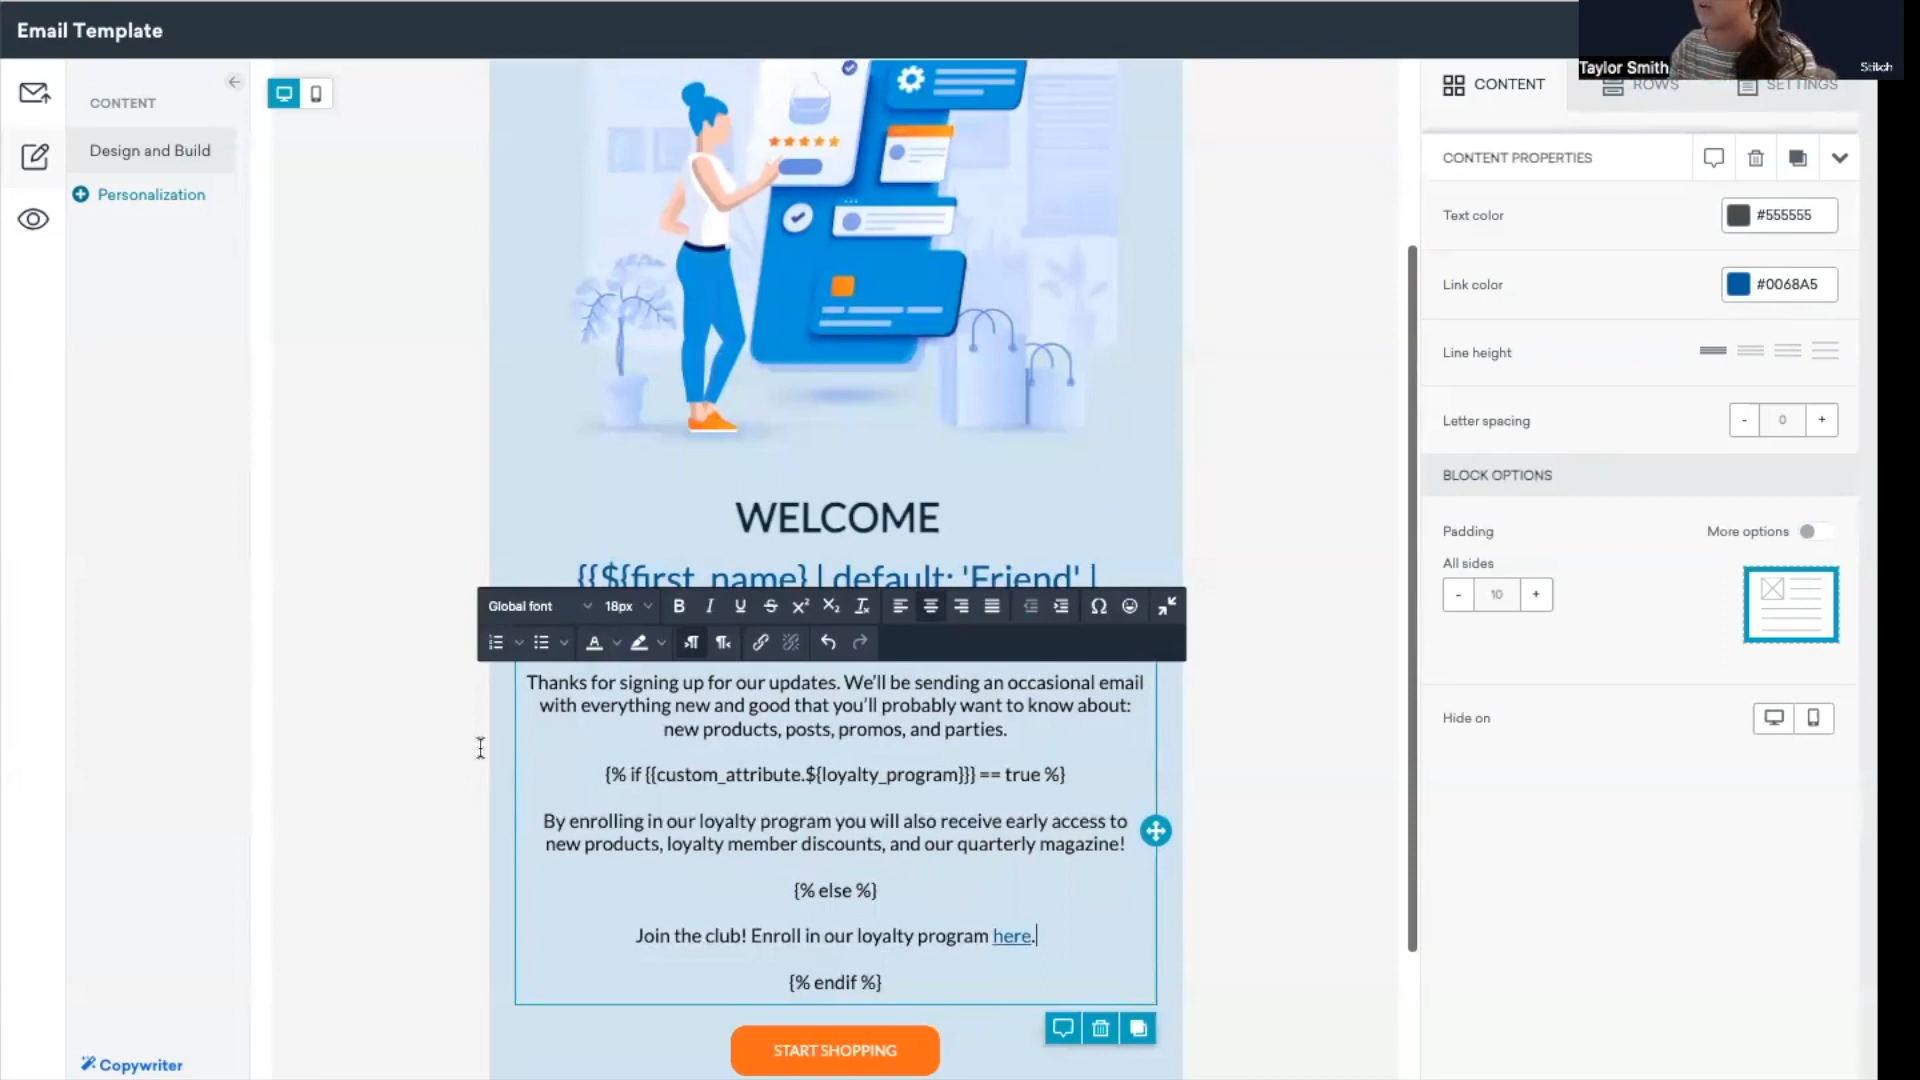 Email Template
Taylor Smith
Stitch
CONTENT
Design and Build
Personalization
Copywriter
WELCOME
{{${first_name} | default: 'Friend' |
Global font
18px
Thanks for signing up for our updates. We'll be sending an occasional email
with everything new and good that you'll probably want to know about:
new products, posts, promos, and parties.
{% if {{custom_attribute.${loyalty_program}}} == true %}
By enrolling in our loyalty program you will also receive early access to
new products, loyalty member discounts, and our quarterly magazine!
{% else %}
Join the club! Enroll in our loyalty program here.
{% endif %}
START SHOPPING
CONTENT
ROWS
SETTINGS
CONTENT PROPERTIES
Text color
#555555
Link color
#0068A5
Line height
Letter spacing
- 0 +
BLOCK OPTIONS
Padding
More options
All sides
- 10 +
Hide on